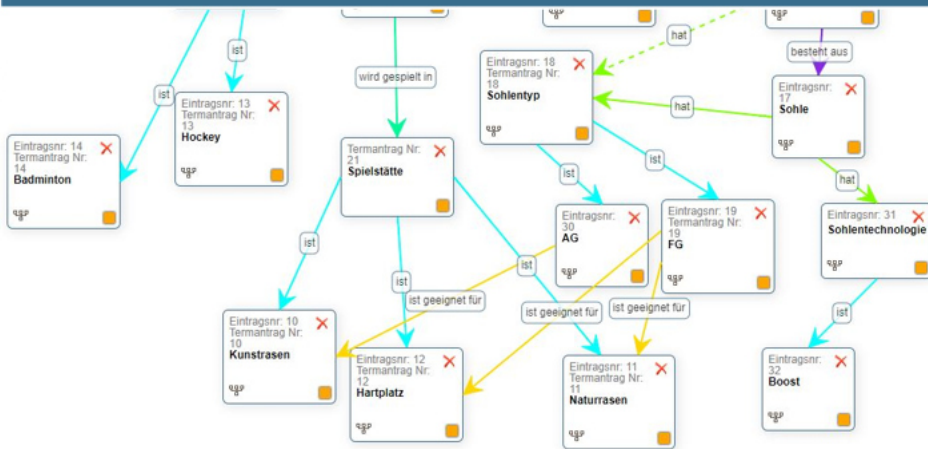 hat
ist
besteht aus
wird gespielt in
Eintragsnr: 18
Termantrag Nr:
18
Sohlentyp
Eintragsnr:
17
Sohle
hat
ist
Eintragsnr: 13
Termantrag Nr:
13
Hockey
Eintragsnr: 14
Termantrag Nr:
14
Badminton
Termantrag Nr:
21
Spielstätte
ist
ist
hat
Eintragsnr:
30
AG
Eintragsnr: 19
Termantrag Nr:
19
FG
Eintragsnr: 31
Sohlentechnologie
ist
ist
ist
ist geeignet für
ist geeignet für
ist geeignet für
ist
Eintragsnr: 10
Termantrag Nr:
10
Kunstrasen
Eintragsnr: 12
Termantrag Nr:
12
Hartplatz
Eintragsnr: 11
Termantrag Nr:
11
Naturrasen
Eintragsnr:
32
Boost